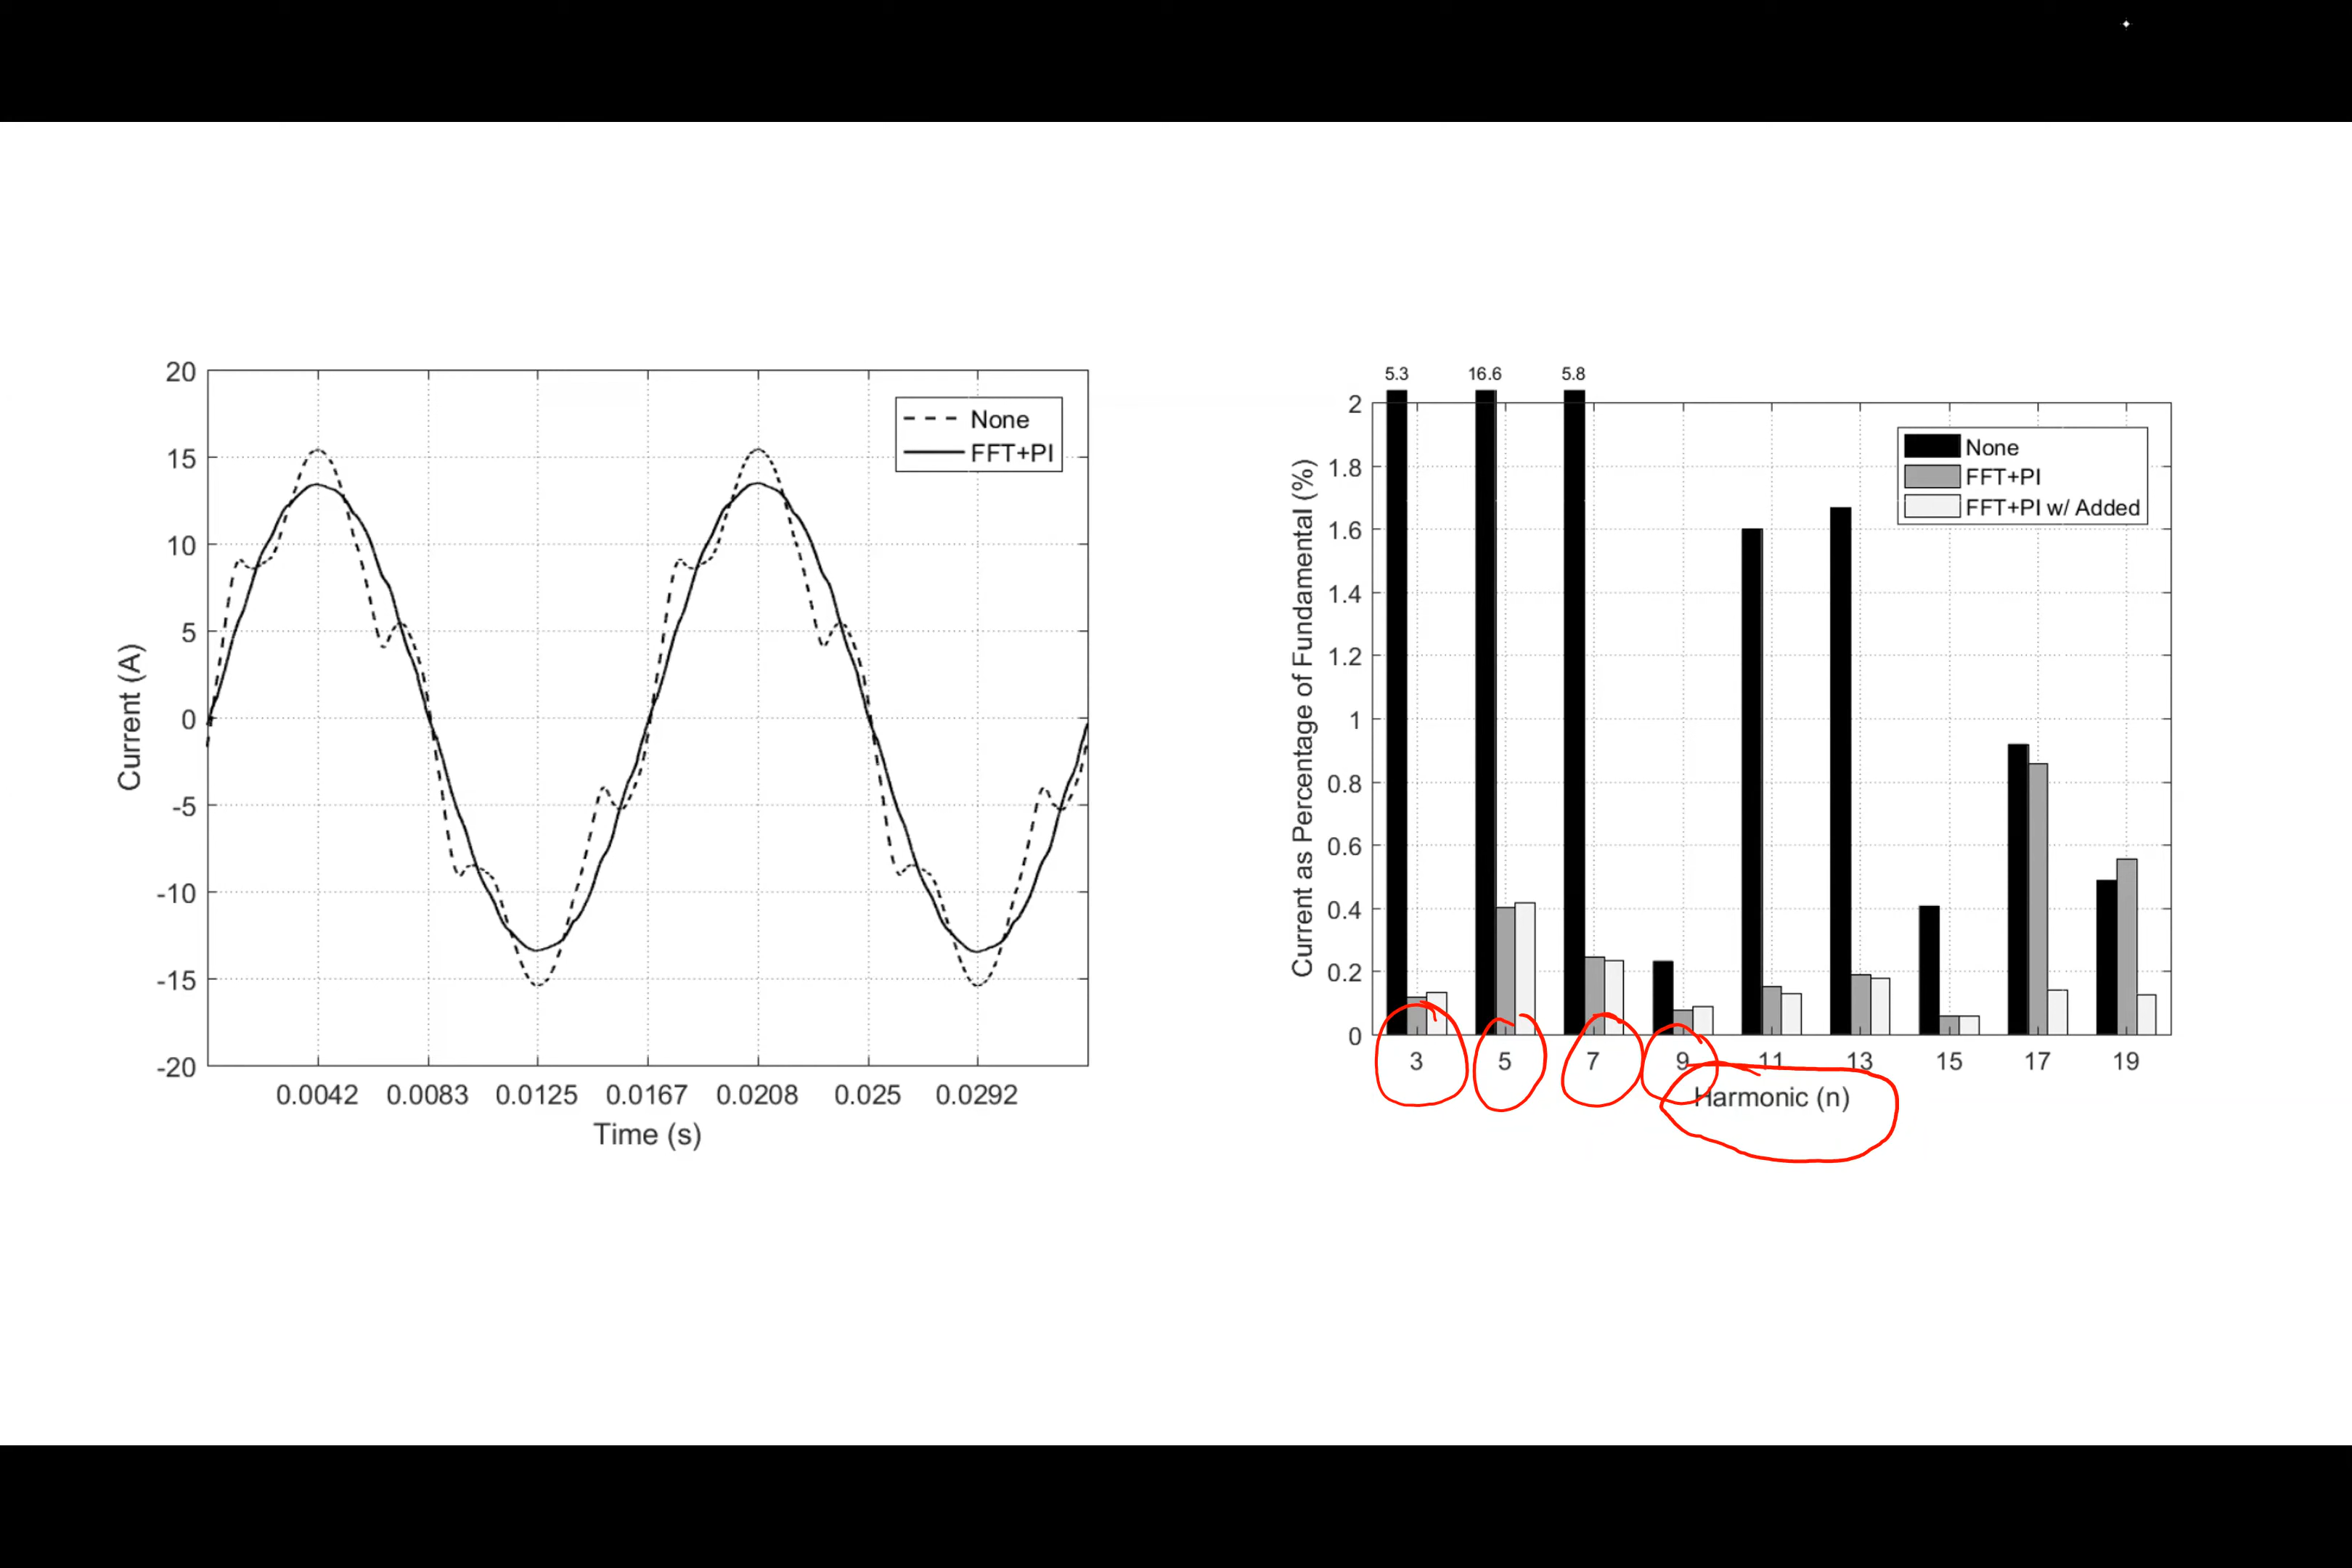 20
15
10
5
0
-5
-10
-15
-20
Current (A)
None
FFT+PI
0.0042 0.0083 0.0125 0.0167 0.0208 0.025 0.0292
Time (s)
5.3 16.6 5.8
2
1.8
1.6
1.4
1.2
1
0.8
0.6
0.4
0.2
0
Current as Percentage of Fundamental (%)
None
FFT+PI
FFT+PI w/ Added
3 5 7 9 11 13 15 17 19
Harmonic (n)